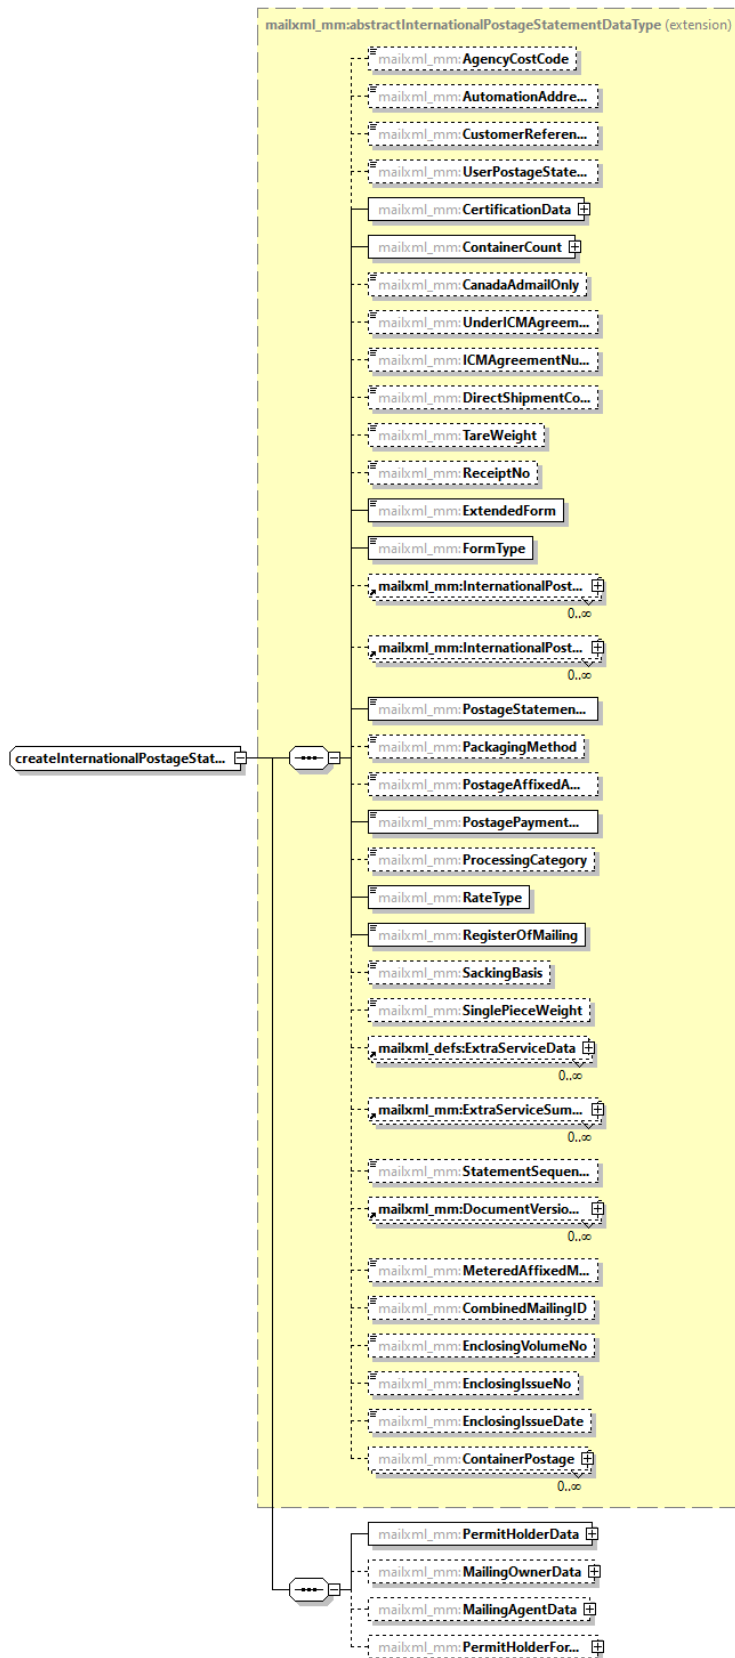 mailxml_mm:abstractInternationalPostageStatementDataType (extension)
mailxml_mm:AgencyCostCode
mailxml_mm:AutomationAddre...
mailxml_mm:CustomerReferen...
mailxml_mm:UserPostageState...
mailxml_mm:CertificationData
mailxml_mm:ContainerCount
mailxml_mm:CanadaAdmailOnly
mailxml_mm:UnderICMAgreem...
mailxml_mm:ICMAgreementNu...
mailxml_mm:DirectShipmentCo...
mailxml_mm:TareWeight
mailxml_mm:ReceiptNo
mailxml_mm:ExtendedForm
mailxml_mm:FormType
mailxml_mm:InternationalPost...
0..∞
mailxml_mm:InternationalPost...
0..∞
mailxml_mm:PostageStatemen...
createInternationalPostageStat...
mailxml_mm:PackagingMethod
mailxml_mm:PostageAffixedA...
mailxml_mm:PostagePayment...
mailxml_mm:ProcessingCategory
mailxml_mm:RateType
mailxml_mm:RegisterOfMailing
mailxml_mm:SackingBasis
mailxml_mm:SinglePieceWeight
mailxml_defs:ExtraServiceData
0..∞
mailxml_mm:ExtraServiceSum...
0..∞
mailxml_mm:StatementSequen...
mailxml_mm:DocumentVersio...
0..∞
mailxml_mm:MeteredAffixedM...
mailxml_mm:CombinedMailingID
mailxml_mm:EnclosingVolumeNo
mailxml_mm:EnclosingIssueNo
mailxml_mm:EnclosingIssueDate
mailxml_mm:ContainerPostage
0..∞
mailxml_mm:PermitHolderData
mailxml_mm:MailingOwnerData
mailxml_mm:MailingAgentData
mailxml_mm:PermitHolderFor...